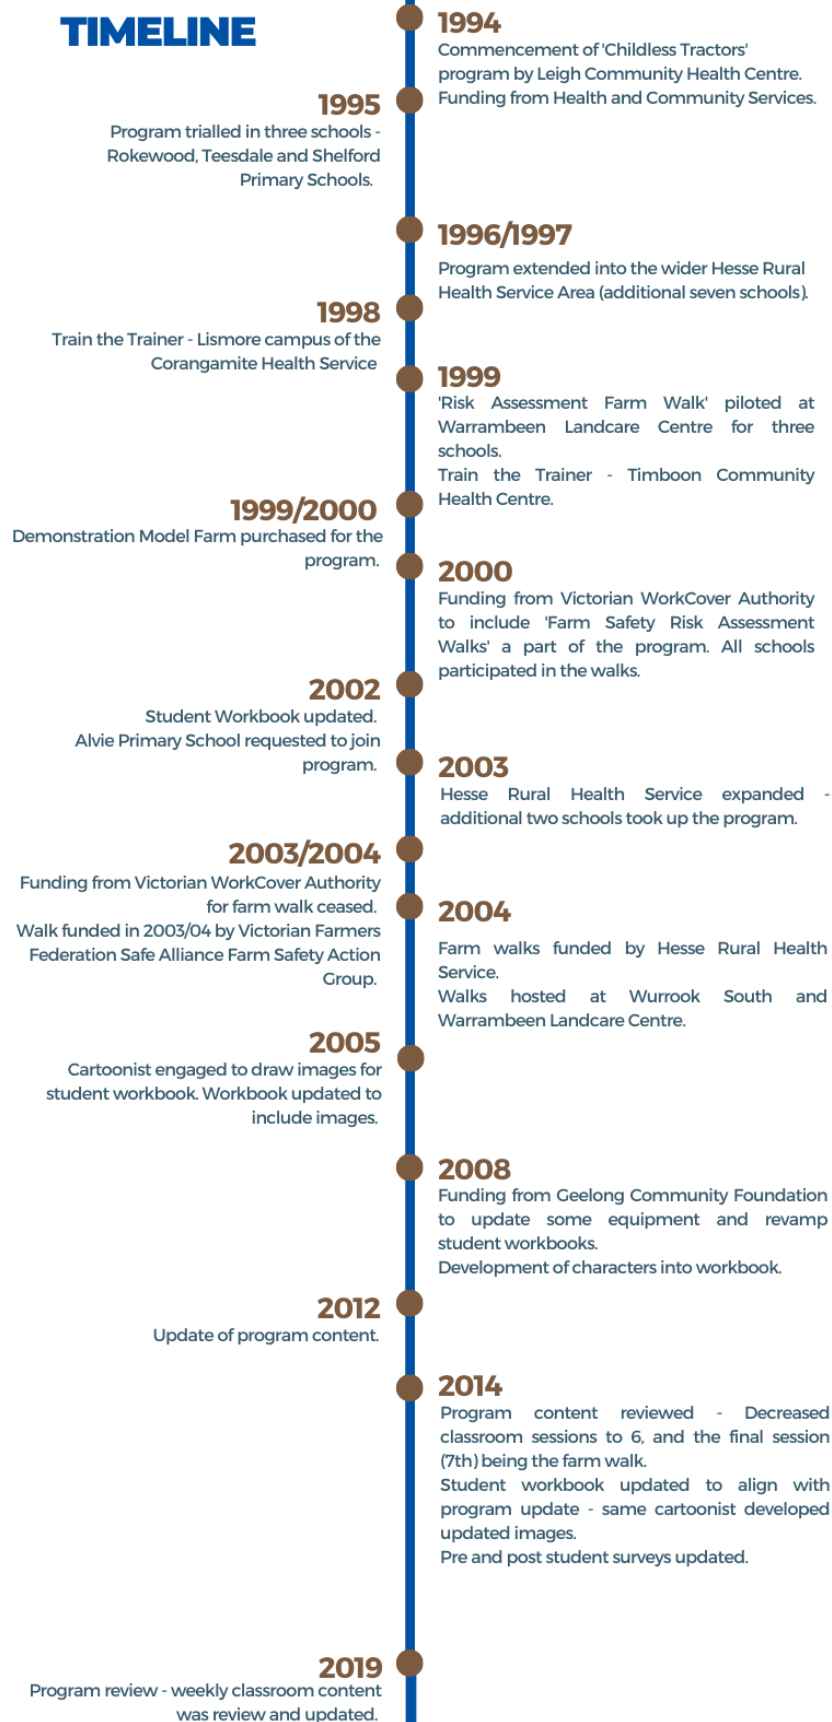 TIMELINE
1994
Commencement of 'Childless Tractors'
program by Leigh Community Health Centre.
Funding from Health and Community Services.
1995
Program trialled in three schools -
Rokewood, Teesdale and Shelford
Primary Schools.
1996/1997
Program extended into the wider Hesse Rural
Health Service Area (additional seven schools).
1998
Train the Trainer - Lismore campus of the
Corangamite Health Service
1999
'Risk Assessment Farm Walk' piloted at
Warrambeen Landcare Centre for three
schools.
Train the Trainer - Timboon Community
Health Centre.
1999/2000
Demonstration Model Farm purchased for the
program.
2000
Funding from Victorian WorkCover Authority
to include 'Farm Safety Risk Assessment
Walks' a part of the program. All schools
participated in the walks.
2002
Student Workbook updated.
Alvie Primary School requested to join
program.
2003
Hesse Rural Health Service expanded -
additional two schools took up the program.
2003/2004
Funding from Victorian WorkCover Authority
for farm walk ceased.
Walk funded in 2003/04 by Victorian Farmers
Federation Safe Alliance Farm Safety Action
Group.
2004
Farm walks funded by Hesse Rural Health
Service.
Walks hosted at Wurrook South and
Warrambeen Landcare Centre.
2005
Cartoonist engaged to draw images for
student workbook. Workbook updated to
include images.
2008
Funding from Geelong Community Foundation
to update some equipment and revamp
student workbooks.
Development of characters into workbook.
2012
Update of program content.
2014
Program content reviewed - Decreased
classroom sessions to 6, and the final session
(7th) being the farm walk.
Student workbook updated to align with
program update - same cartoonist developed
updated images.
Pre and post student surveys updated.
2019
Program review - weekly classroom content
was review and updated.